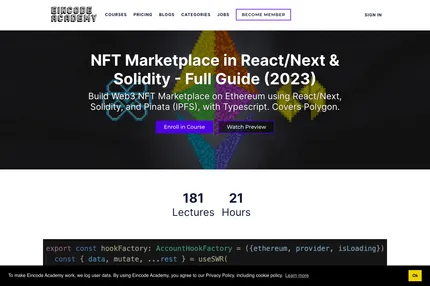 EINCODE
ACADEMY
COURSES PRICING BLOGS CATEGORIES JOBS BECOME MEMBER SIGN IN
NFT Marketplace in React/Next &
Solidity - Full Guide (2023)
Build Web3 NFT Marketplace on Ethereum using React/Next,
Solidity, and Pinata (IPFS), with Typescript. Covers Polygon.
Enroll in Course Watch Preview
181 21
Lectures Hours
export const hookFactory: AccountHookFactory = ({ethereum, provider, isLoading})
const { data, mutate, ...rest } = useSWR(
To make Eincode Academy work, we log user data. By using Eincode Academy, you agree to our Privacy Policy, including cookie policy. Learn more
Ok